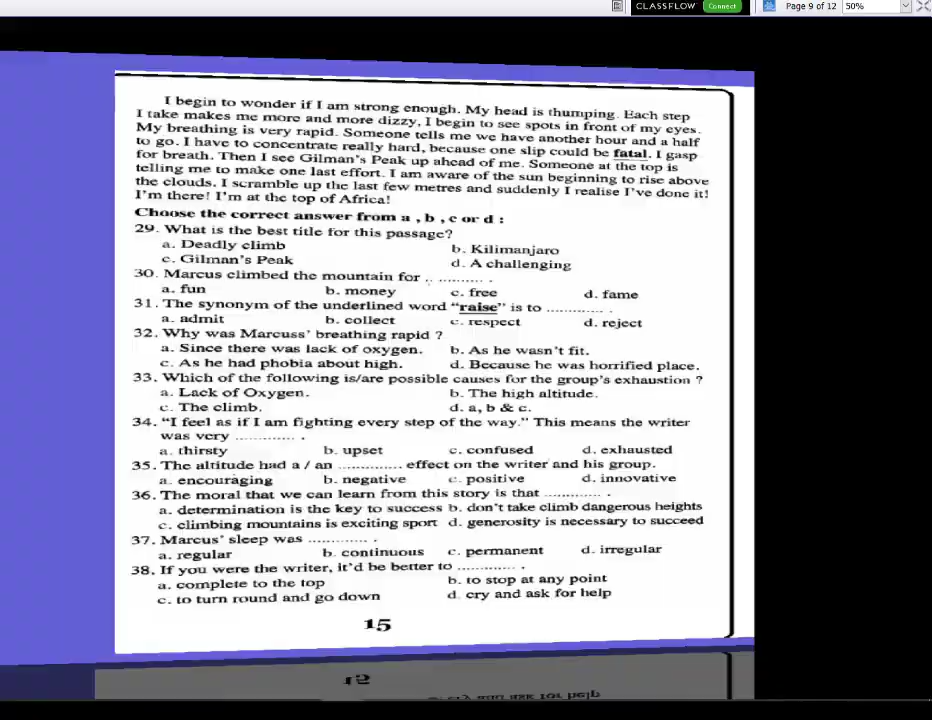 CLASSFLOW Connect Page 9 of 12 50%
I begin to wonder if I am strong enough. My head is thumping. Each step
I take makes me more and more dizzy, I begin to see spots in front of my eyes.
My breathing is very rapid. Someone tells me we have another hour and a half
to go. I have to concentrate really hard, because one slip could be fatal. I gasp
for breath. Then I see Gilman's Peak up ahead of me. Someone at the top is
telling me to make one last effort. I am aware of the sun beginning to rise above
the clouds. I scramble up the last few metres and suddenly I realise I've done it!
I'm there! I'm at the top of Africa!
Choose the correct answer from a , b , c or d :
29. What is the best title for this passage?
a. Deadly climb b. Kilimanjaro
c. Gilman's Peak d. A challenging
30. Marcus climbed the mountain for ............ .
a. fun b. money c. free d. fame
31. The synonym of the underlined word "raise" is to ............ .
a. admit b. collect c. respect d. reject
32. Why was Marcuss' breathing rapid ?
a. Since there was lack of oxygen. b. As he wasn't fit.
c. As he had phobia about high. d. Because he was horrified place.
33. Which of the following is/are possible causes for the group's exhaustion ?
a. Lack of Oxygen. b. The high altitude.
c. The climb. d. a, b & c.
34. "I feel as if I am fighting every step of the way." This means the writer
was very ............ .
a. thirsty b. upset c. confused d. exhausted
35. The altitude had a / an ............ effect on the writer and his group.
a. encouraging b. negative c. positive d. innovative
36. The moral that we can learn from this story is that ............ .
a. determination is the key to success b. don't take climb dangerous heights
c. climbing mountains is exciting sport d. generosity is necessary to succeed
37. Marcus' sleep was ............ .
a. regular b. continuous c. permanent d. irregular
38. If you were the writer, it'd be better to ............ .
a. complete to the top b. to stop at any point
c. to turn round and go down d. cry and ask for help
15